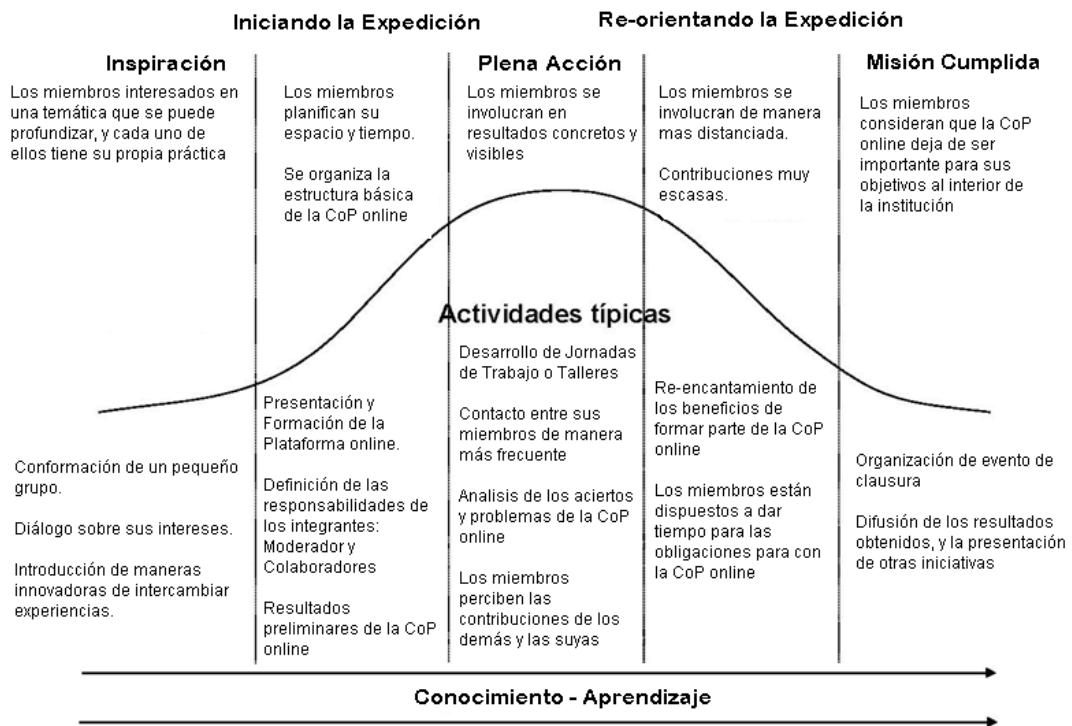 Iniciando la Expedición
Re-orientando la Expedición
Inspiración
Plena Acción
Misión Cumplida
Los miembros interesados en
una temática que se puede
profundizar, y cada uno de
ellos tiene su propia práctica
Los miembros
planifican su
espacio y tiempo.
Se organiza la
estructura básica
de la CoP online
Los miembros se
involucran en
resultados concretos y
visibles
Los miembros se
involucran de manera
mas distanciada.
Contribuciones muy
escasas.
Los miembros
consideran que la CoP
online deja de ser
importante para sus
objetivos al interior de
la institución
Actividades típicas
Conformación de un pequeño
grupo.
Diálogo sobre sus intereses.
Introducción de maneras
innovadoras de intercambiar
experiencias.
Presentación y
Formación de la
Plataforma online.
Definición de las
responsabilidades de
los integrantes:
Moderador y
Colaboradores
Resultados
preliminares de la CoP
online
Desarrollo de Jornadas
de Trabajo o Talleres
Contacto entre sus
miembros de manera
más frecuente
Analisis de los aciertos
y problemas de la CoP
online
Los miembros
perciben las
contribuciones de los
demás y las suyas
Re-encantamiento de
los beneficios de
formar parte de la CoP
online
Los miembros están
dispuestos a dar
tiempo para las
obligaciones para con
la CoP online
Organización de evento de
clausura
Difusión de los resultados
obtenidos, y la presentación
de otras iniciativas
Conocimiento - Aprendizaje